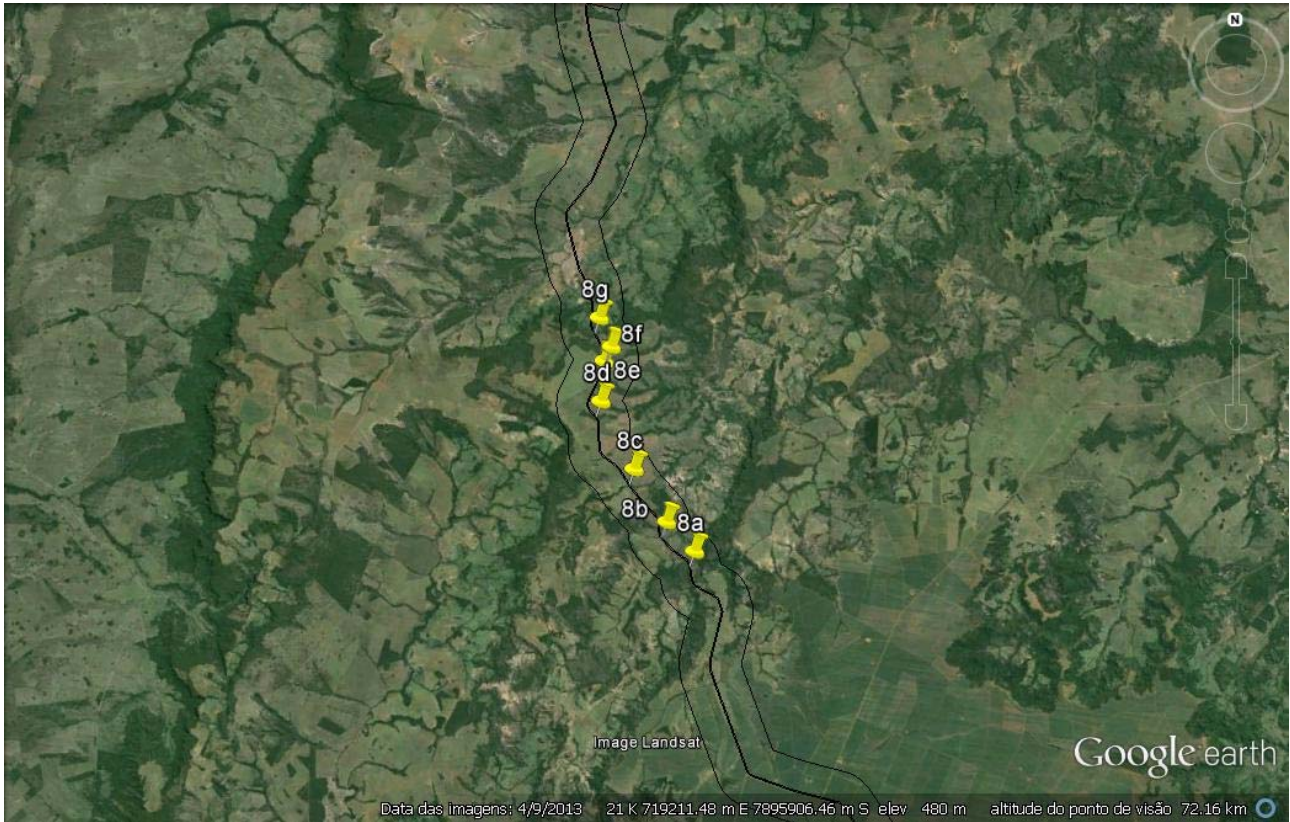 N
8g
8f
8d 8e
8c
8b
8a
Image Landsat
Google earth
Data das imagens: 4/9/2013 21 K 719211.48 m E 7895906.46 m S elev 480 m altitude do ponto de visão 72.16 km